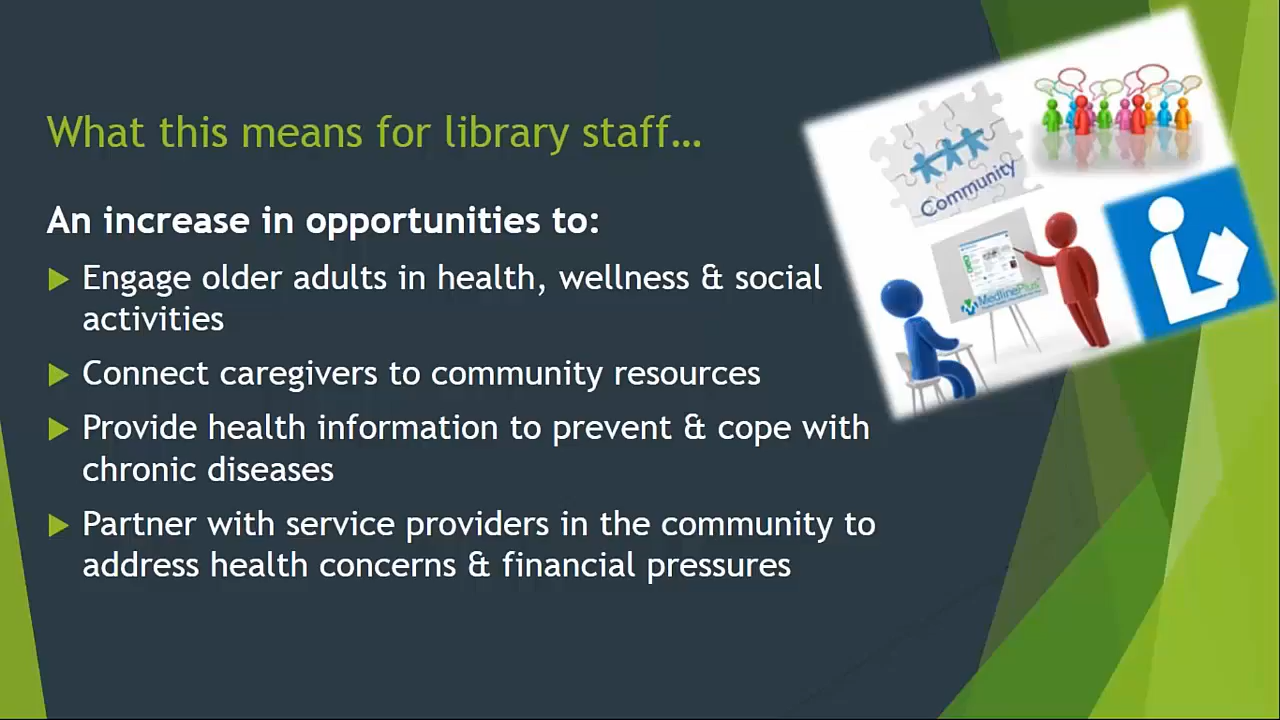 What this means for library staff…
An increase in opportunities to:
Engage older adults in health, wellness & social
activities
Connect caregivers to community resources
Provide health information to prevent & cope with
chronic diseases
Partner with service providers in the community to
address health concerns & financial pressures
Community
MedlinePlus